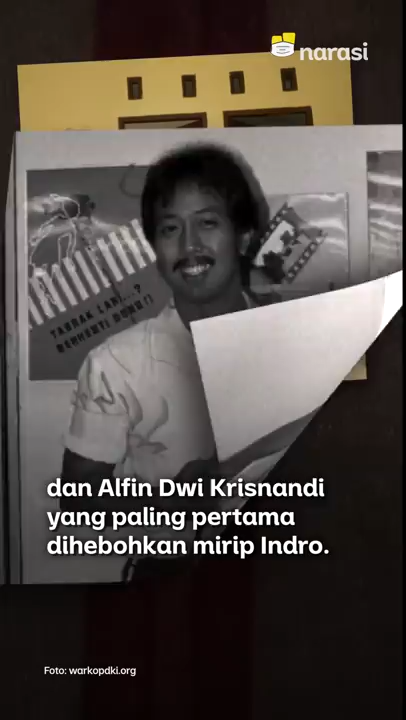 narasi
TABRAK LARI...?
BERHENTI DONG!!
dan Alfin Dwi Krisnandi
yang paling pertama
dihebohkan mirip Indro.
Foto: warkopdki.org